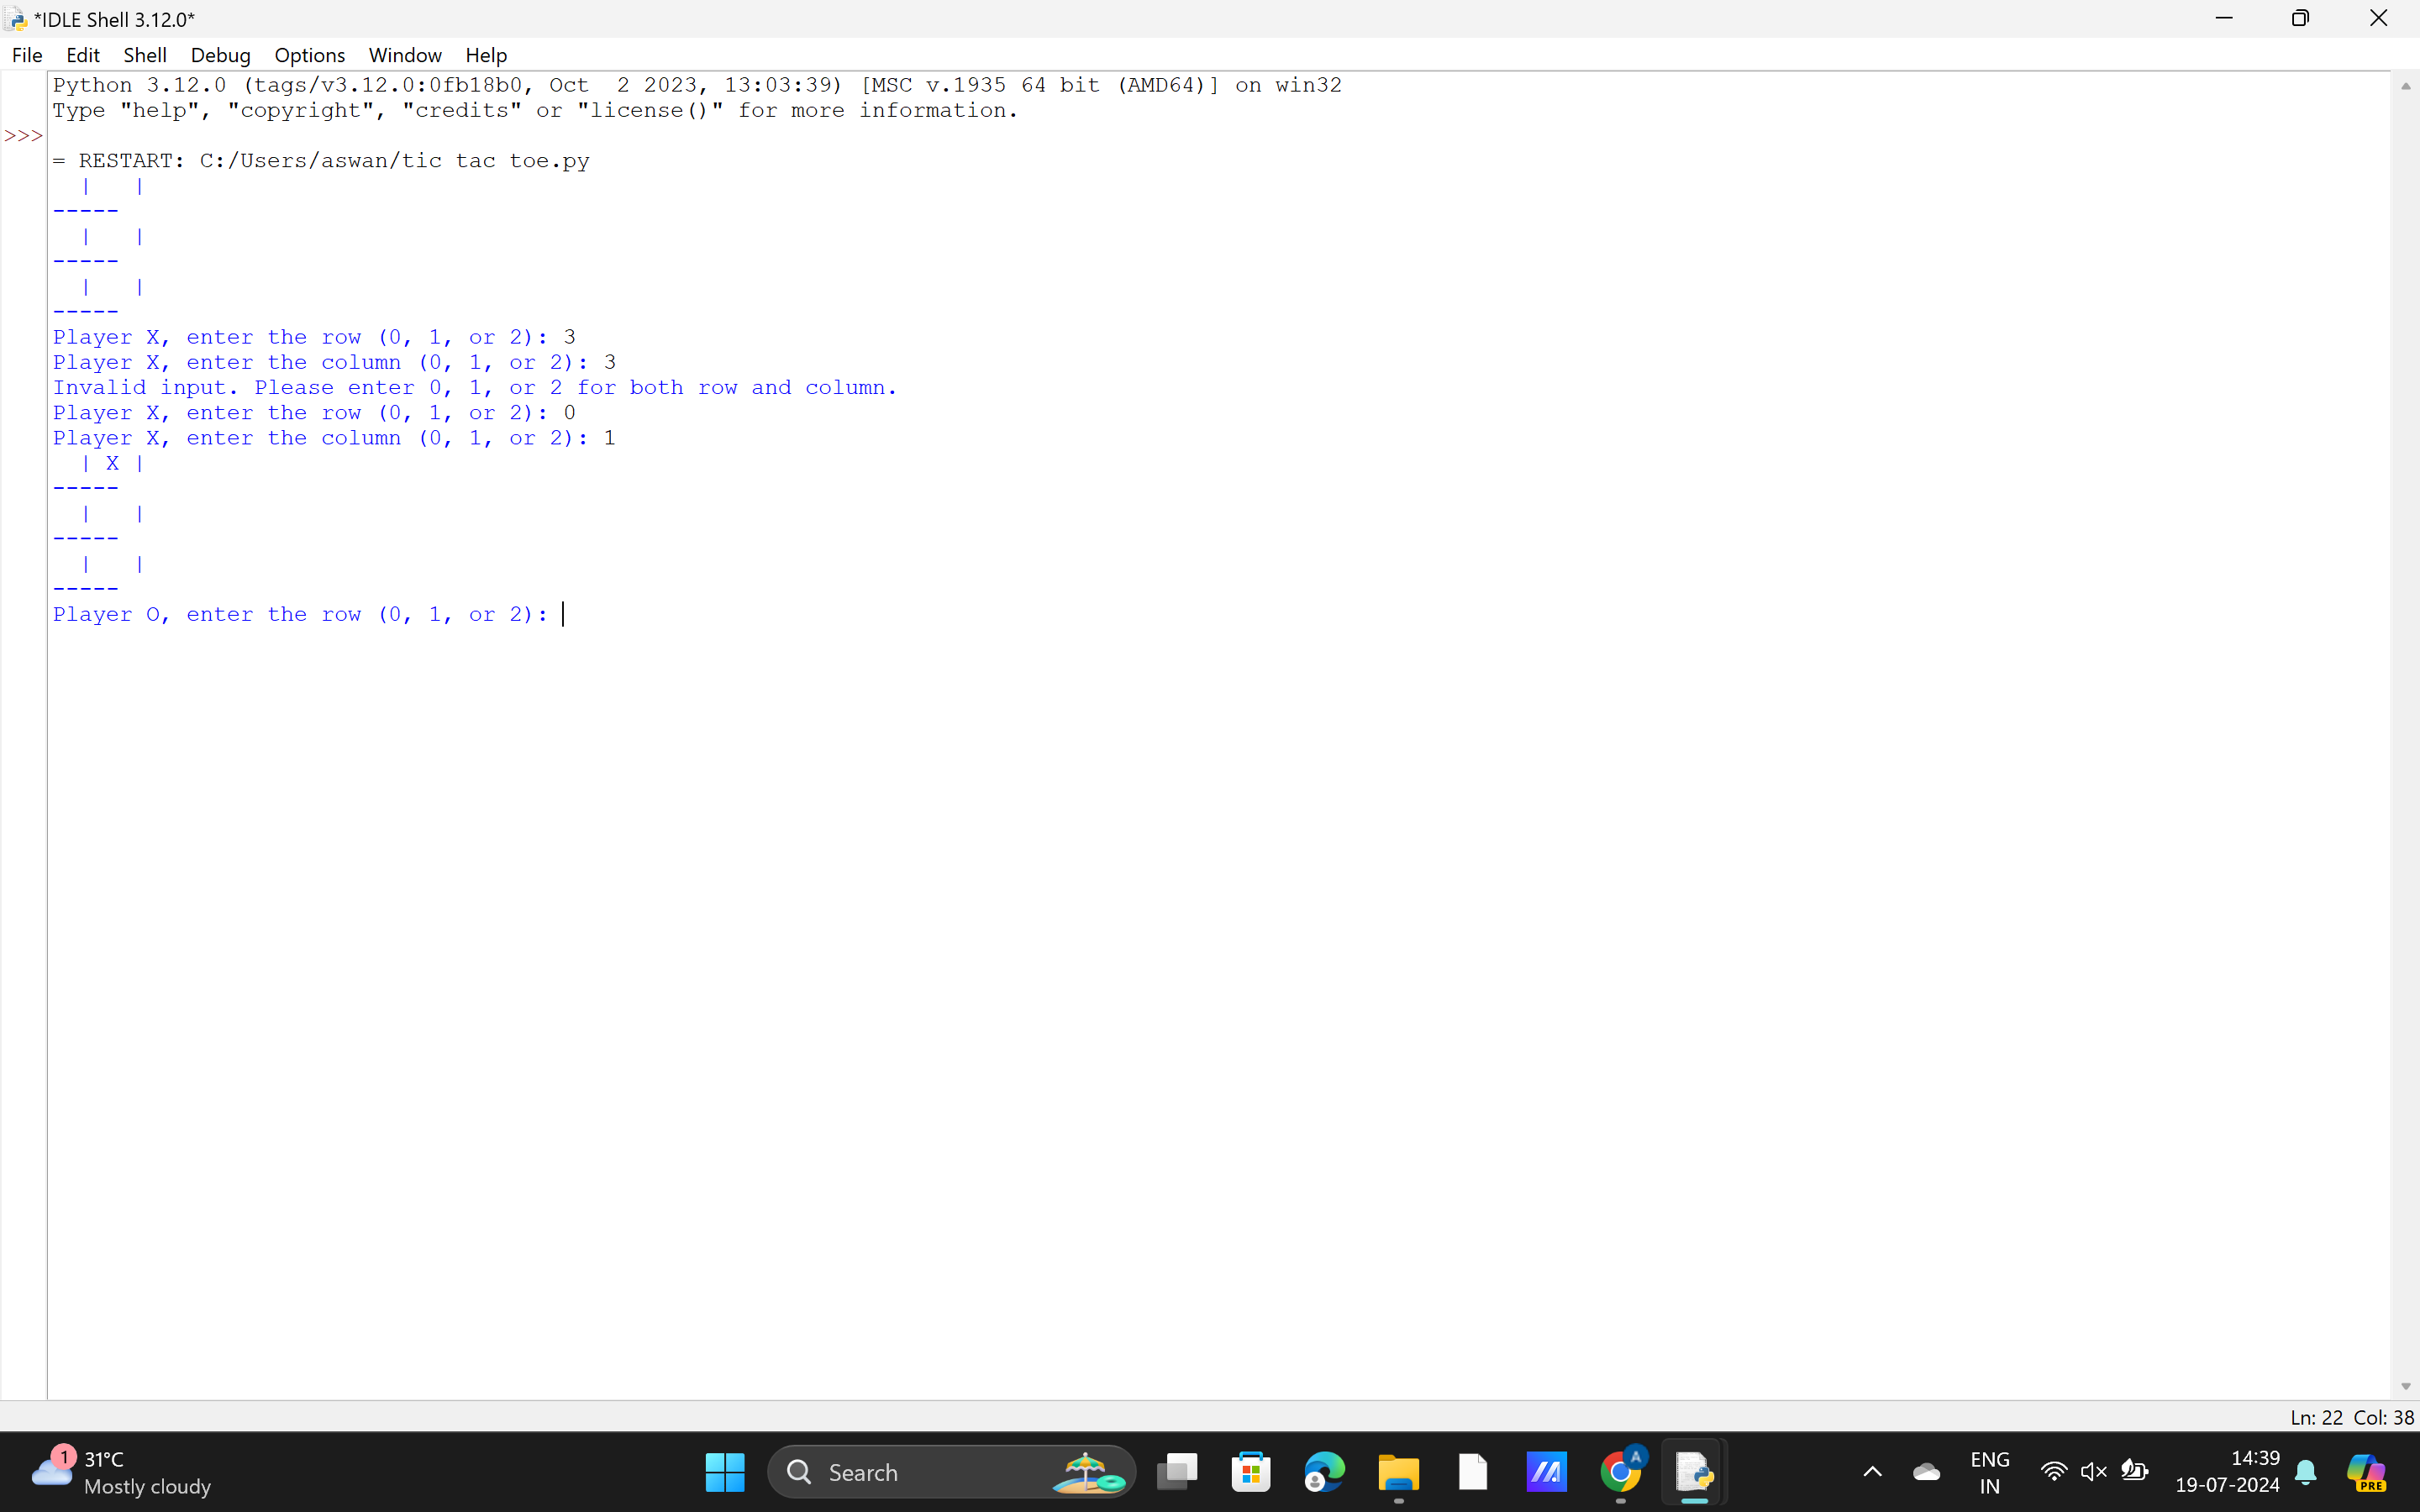 *IDLE Shell 3.12.0*
File Edit Shell Debug Options Window Help
Python 3.12.0 (tags/v3.12.0:0fb18b0, Oct  2 2023, 13:03:39) [MSC v.1935 64 bit (AMD64)] on win32
Type "help", "copyright", "credits" or "license()" for more information.
>>>
= RESTART: C:/Users/aswan/tic tac toe.py
  |   |
-----
  |   |
-----
  |   |
-----
Player X, enter the row (0, 1, or 2): 3
Player X, enter the column (0, 1, or 2): 3
Invalid input. Please enter 0, 1, or 2 for both row and column.
Player X, enter the row (0, 1, or 2): 0
Player X, enter the column (0, 1, or 2): 1
  | X |
-----
  |   |
-----
  |   |
-----
Player O, enter the row (0, 1, or 2):
Ln: 22 Col: 38
1
31°C
Mostly cloudy
Search
A
ENG
IN
14:39
19-07-2024
PRE